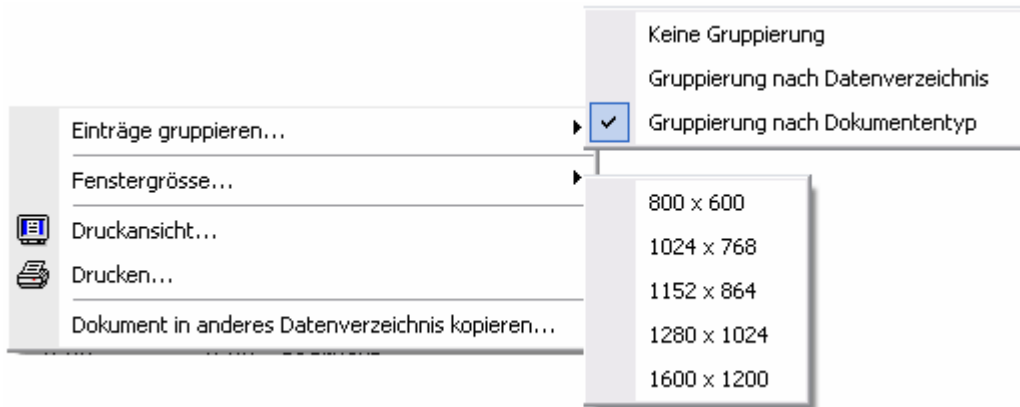 Keine Gruppierung
Gruppierung nach Datenverzeichnis
Gruppierung nach Dokumententyp
Einträge gruppieren...
Fenstergrösse...
Druckansicht...
Drucken...
Dokument in anderes Datenverzeichnis kopieren...
800 x 600
1024 x 768
1152 x 864
1280 x 1024
1600 x 1200